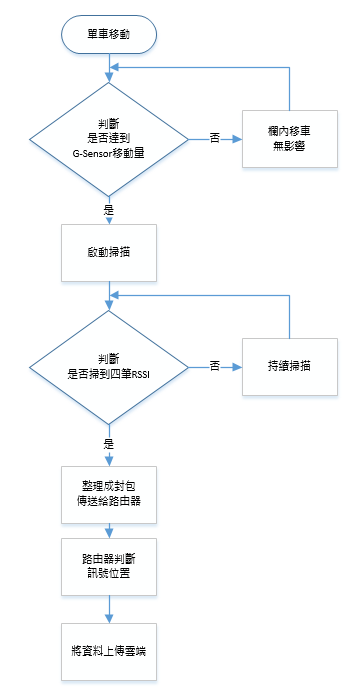 單車移動
判斷
是否達到
G-Sensor移動量
否
欄內移車
無影響
是
啟動掃描
判斷
是否掃到四筆RSSI
否
持續掃描
是
整理成封包
傳送給路由器
路由器判斷
訊號位置
將資料上傳雲端